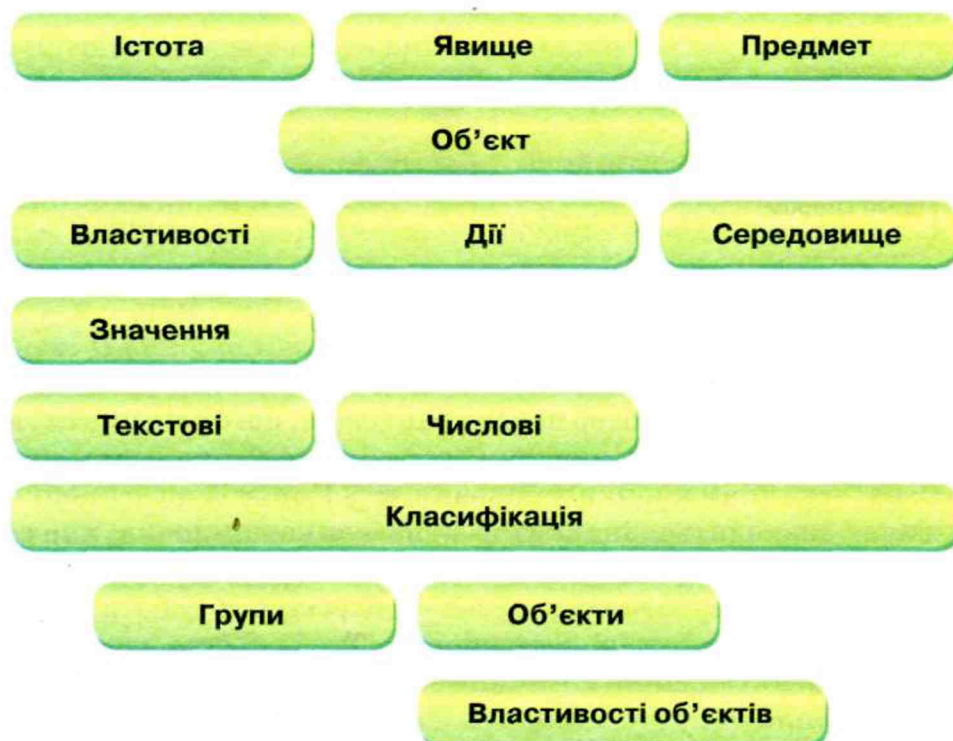 Істота Явище Предмет
Об’єкт
Властивості Дії Середовище
Значення
Текстові Числові
Класифікація
Групи Об’єкти
Властивості об’єктів